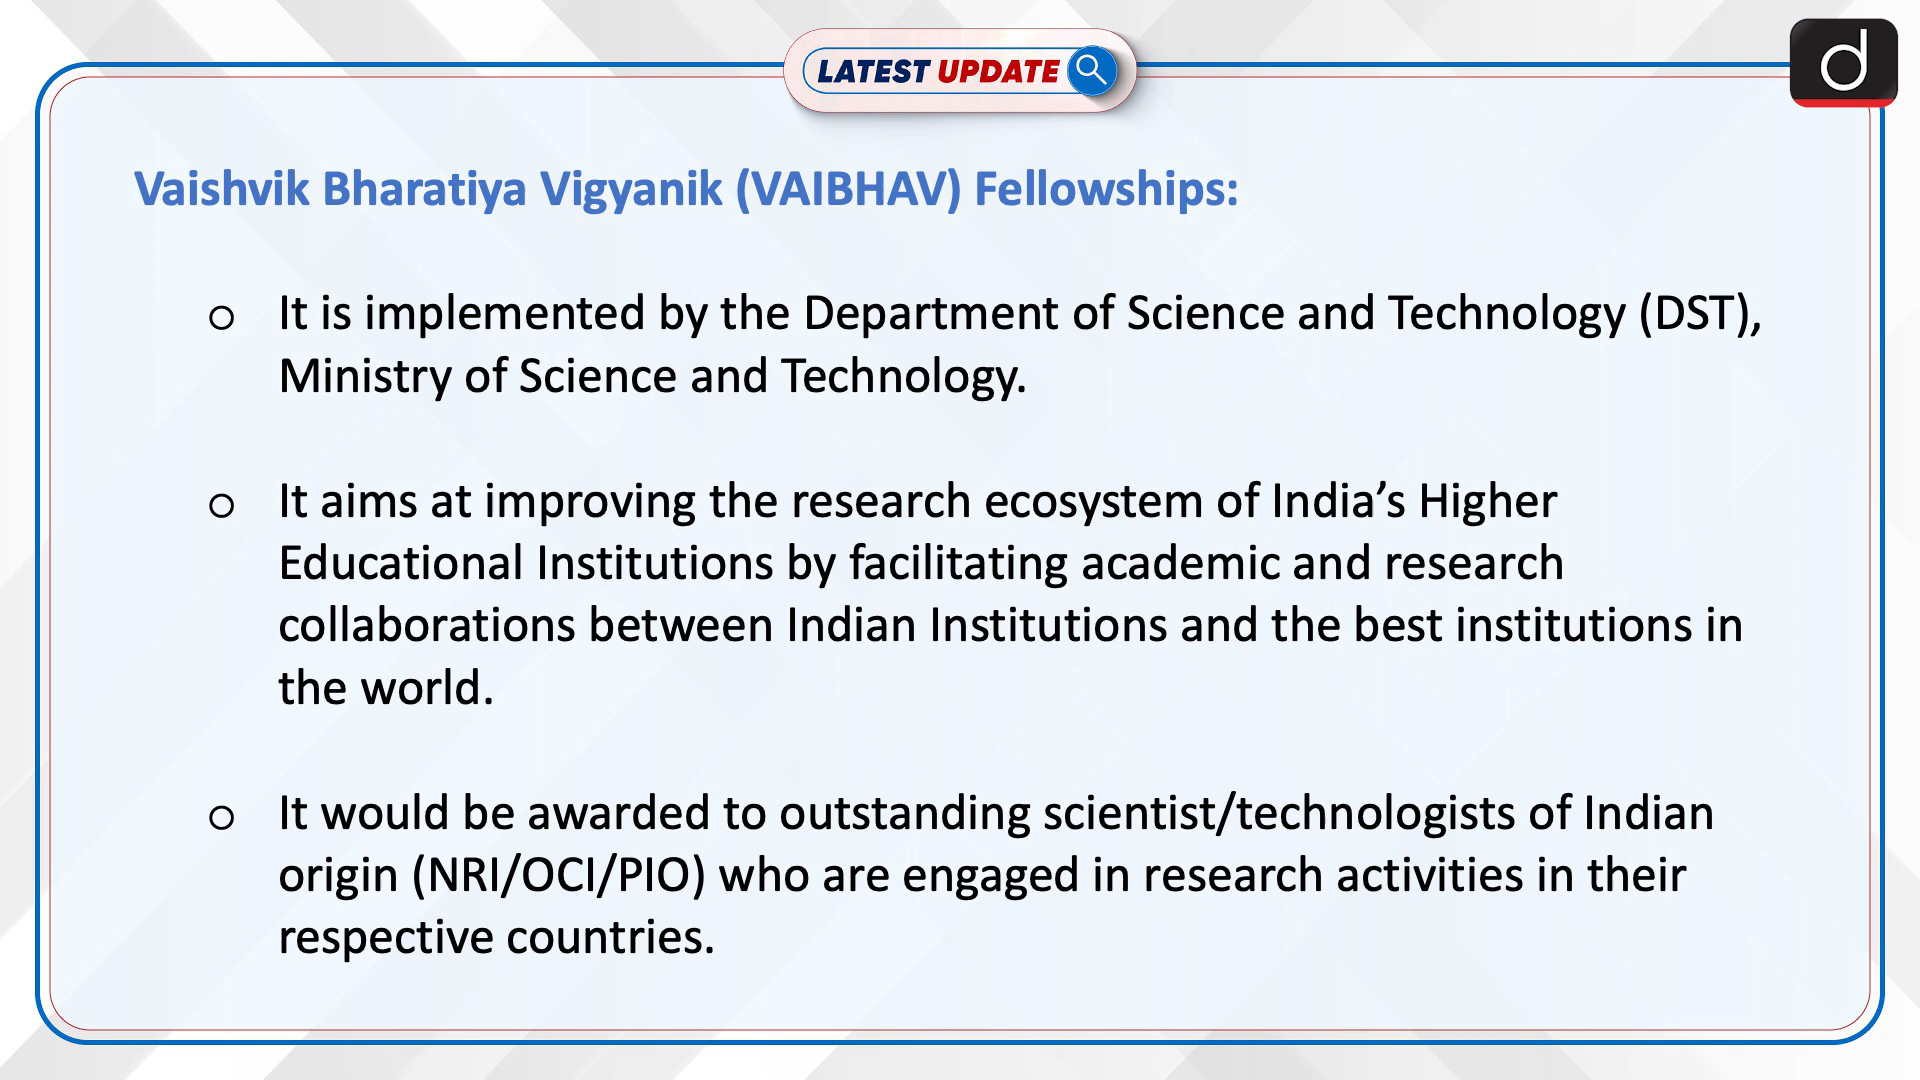 LATEST UPDATE
d
Vaishvik Bharatiya Vigyanik (VAIBHAV) Fellowships:
o It is implemented by the Department of Science and Technology (DST),
Ministry of Science and Technology.
o It aims at improving the research ecosystem of India’s Higher
Educational Institutions by facilitating academic and research
collaborations between Indian Institutions and the best institutions in
the world.
o It would be awarded to outstanding scientist/technologists of Indian
origin (NRI/OCI/PIO) who are engaged in research activities in their
respective countries.